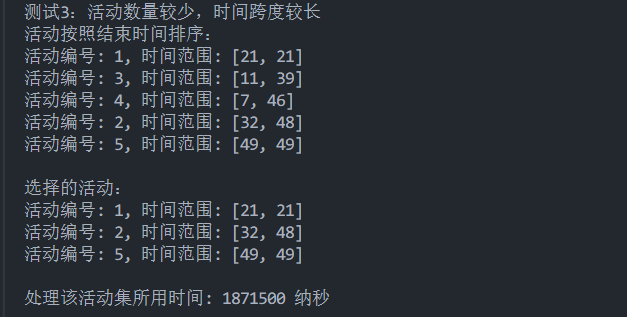 测试3：活动数量较少，时间跨度较长
活动按照结束时间排序：
活动编号: 1, 时间范围: [21, 21]
活动编号: 3, 时间范围: [11, 39]
活动编号: 4, 时间范围: [7, 46]
活动编号: 2, 时间范围: [32, 48]
活动编号: 5, 时间范围: [49, 49]
选择的活动：
活动编号: 1, 时间范围: [21, 21]
活动编号: 2, 时间范围: [32, 48]
活动编号: 5, 时间范围: [49, 49]
处理该活动集所用时间: 1871500 纳秒